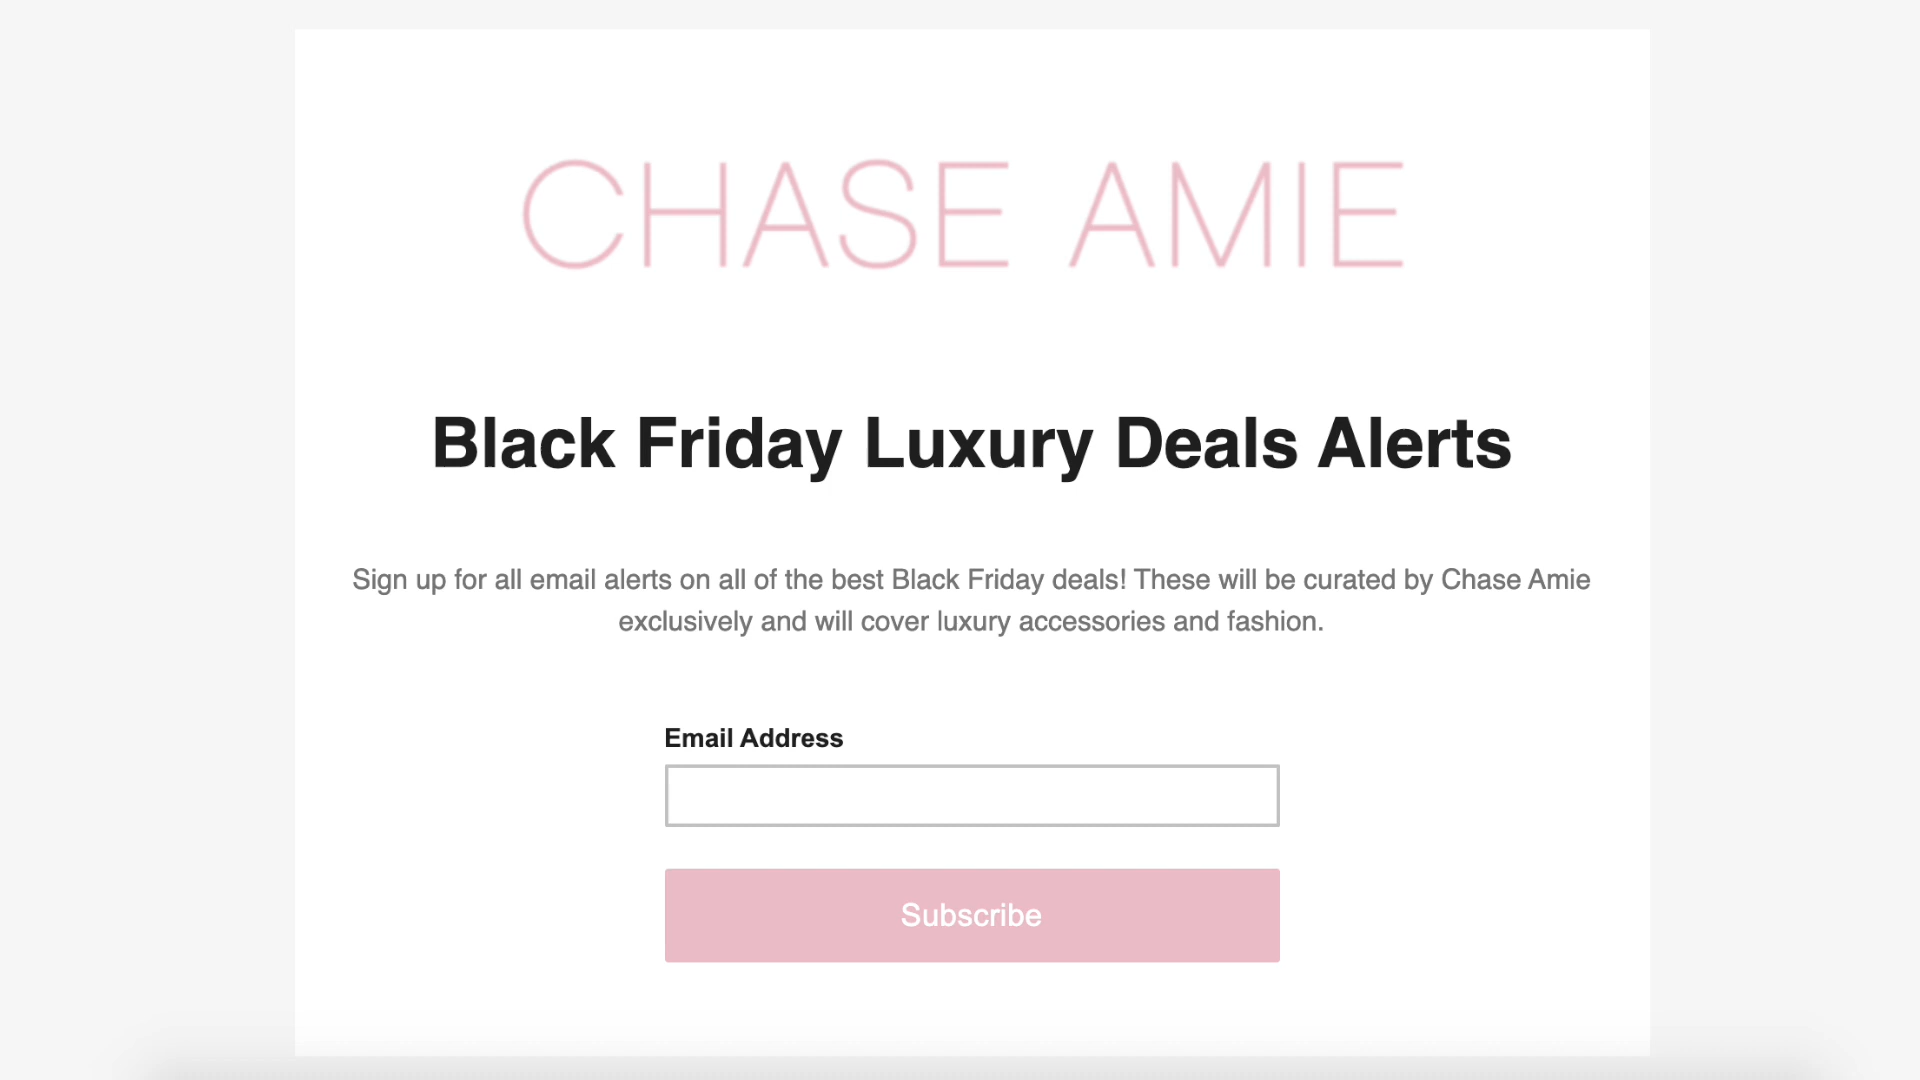 CHASE AMIE
Black Friday Luxury Deals Alerts
Sign up for all email alerts on all of the best Black Friday deals! These will be curated by Chase Amie
exclusively and will cover luxury accessories and fashion.
Email Address
Subscribe